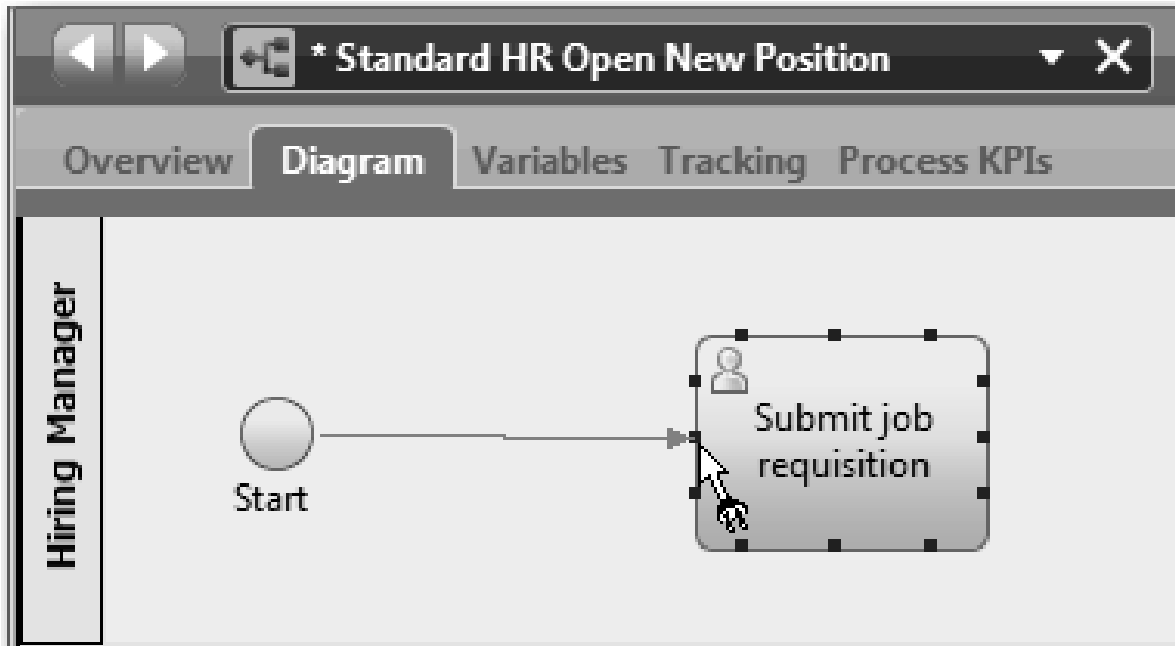 * Standard HR Open New Position
Overview Diagram Variables Tracking Process KPIs
Hiring Manager
Start
Submit job
requisition